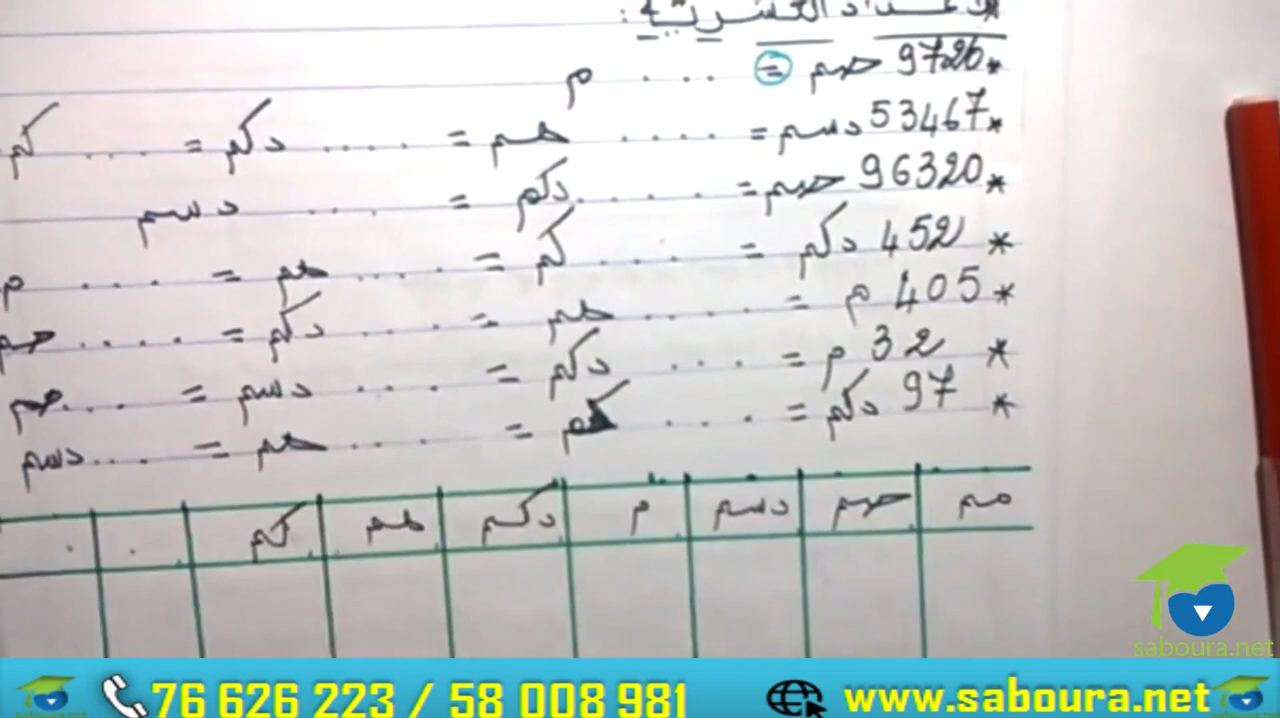 الأعداد العشرية :
* 9726 صم = .... م
* 53467 دسم = .... هم = .... دكم = .... كم
* 96320 صم = .... دكم = .... دسم
* 452 دكم = .... كم = .... هم = .... م
* 405 م = .... هم = .... دكم = .... صم
* 32 م = .... دكم = .... دسم = .... صم
* 97 دكم = .... كم = .... هم = .... دسم
مم صم دسم م دكم هم كم . .
saboura.net
76 626 223 / 58 008 981 www.saboura.net